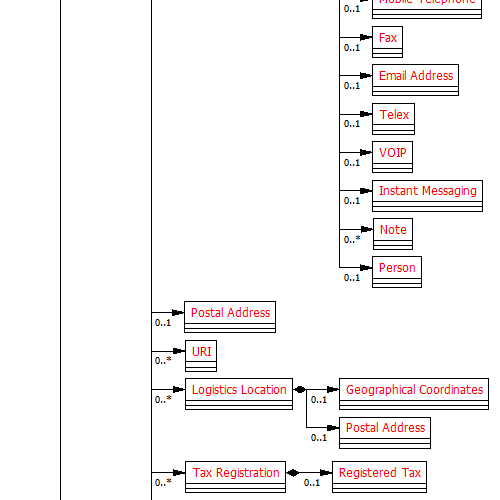 Mobile Telephone
0..1
Fax
0..1
Email Address
0..1
Telex
0..1
VOIP
0..1
Instant Messaging
0..1
Note
0..*
Person
0..1
Postal Address
0..1
URI
0..*
Logistics Location
0..*
Geographical Coordinates
0..1
Postal Address
0..1
Tax Registration
0..*
Registered Tax
0..1